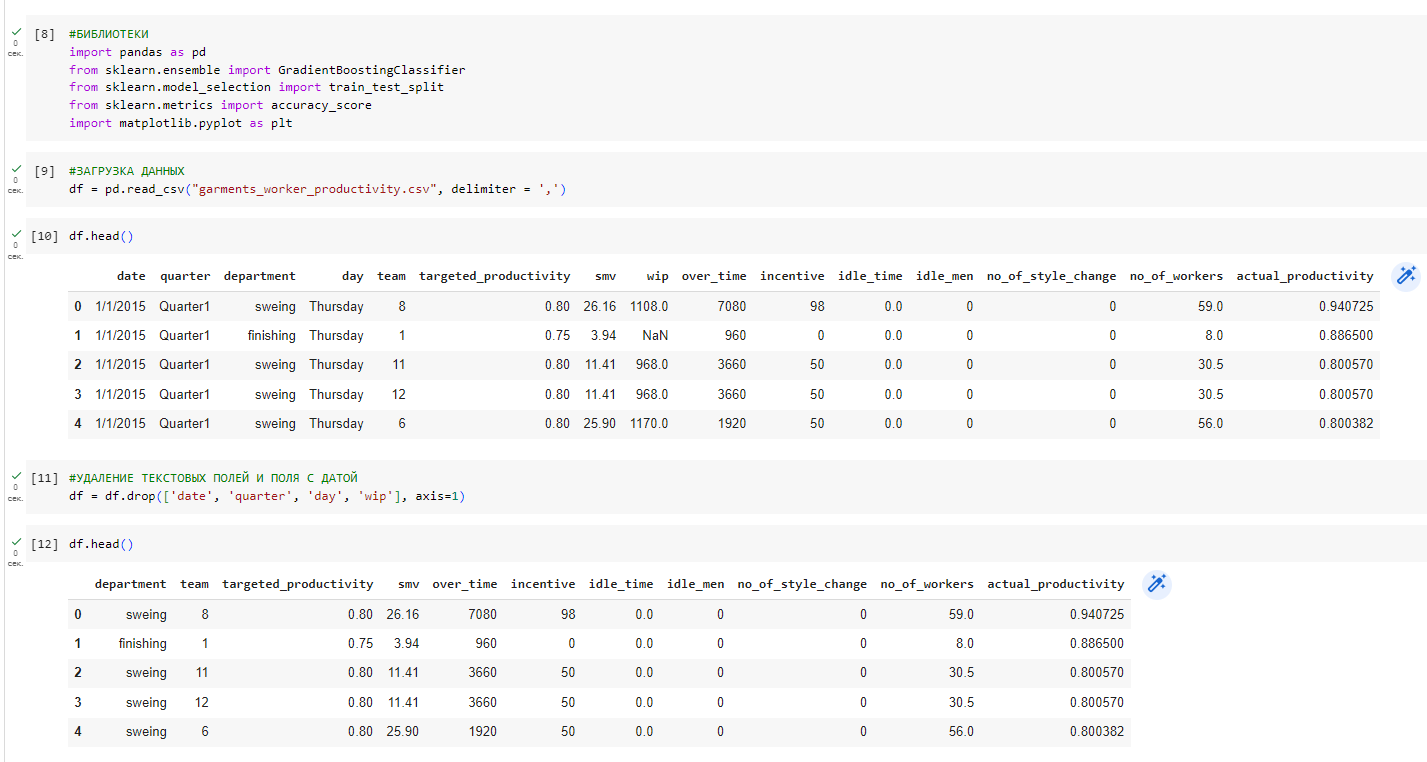 [8] #БИБЛИОТЕКИ
import pandas as pd
from sklearn.ensemble import GradientBoostingClassifier
from sklearn.model_selection import train_test_split
from sklearn.metrics import accuracy_score
import matplotlib.pyplot as plt
0
сек.
[9] #ЗАГРУЗКА ДАННЫХ
df = pd.read_csv("garments_worker_productivity.csv", delimiter = ',')
0
сек.
[10] df.head()
0
сек.
date quarter department day team targeted_productivity smv wip over_time incentive idle_time idle_men no_of_style_change no_of_workers actual_productivity
0 1/1/2015 Quarter1 sweing Thursday 8 0.80 26.16 1108.0 7080 98 0.0 0 0 59.0 0.940725
1 1/1/2015 Quarter1 finishing Thursday 1 0.75 3.94 NaN 960 0 0.0 0 0 8.0 0.886500
2 1/1/2015 Quarter1 sweing Thursday 11 0.80 11.41 968.0 3660 50 0.0 0 0 30.5 0.800570
3 1/1/2015 Quarter1 sweing Thursday 12 0.80 11.41 968.0 3660 50 0.0 0 0 30.5 0.800570
4 1/1/2015 Quarter1 sweing Thursday 6 0.80 25.90 1170.0 1920 50 0.0 0 0 56.0 0.800382
[11] #УДАЛЕНИЕ ТЕКСТОВЫХ ПОЛЕЙ И ПОЛЯ С ДАТОЙ
df = df.drop(['date', 'quarter', 'day', 'wip'], axis=1)
0
сек.
[12] df.head()
0
сек.
department team targeted_productivity smv over_time incentive idle_time idle_men no_of_style_change no_of_workers actual_productivity
0 sweing 8 0.80 26.16 7080 98 0.0 0 0 59.0 0.940725
1 finishing 1 0.75 3.94 960 0 0.0 0 0 8.0 0.886500
2 sweing 11 0.80 11.41 3660 50 0.0 0 0 30.5 0.800570
3 sweing 12 0.80 11.41 3660 50 0.0 0 0 30.5 0.800570
4 sweing 6 0.80 25.90 1920 50 0.0 0 0 56.0 0.800382